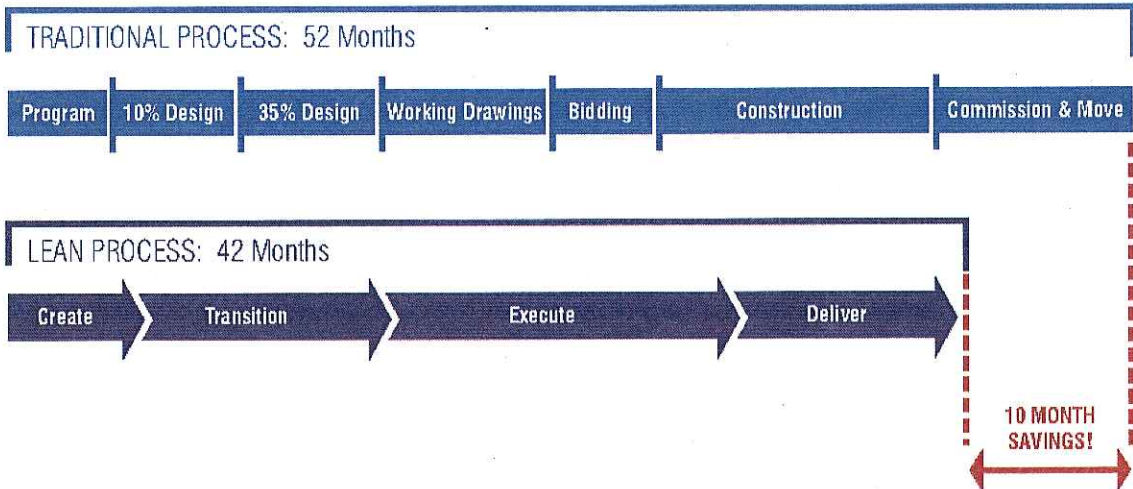 TRADITIONAL PROCESS: 52 Months
Program
10% Design
35% Design
Working Drawings
Bidding
Construction
Commission & Move
LEAN PROCESS: 42 Months
Create
Transition
Execute
Deliver
10 MONTH
SAVINGS!